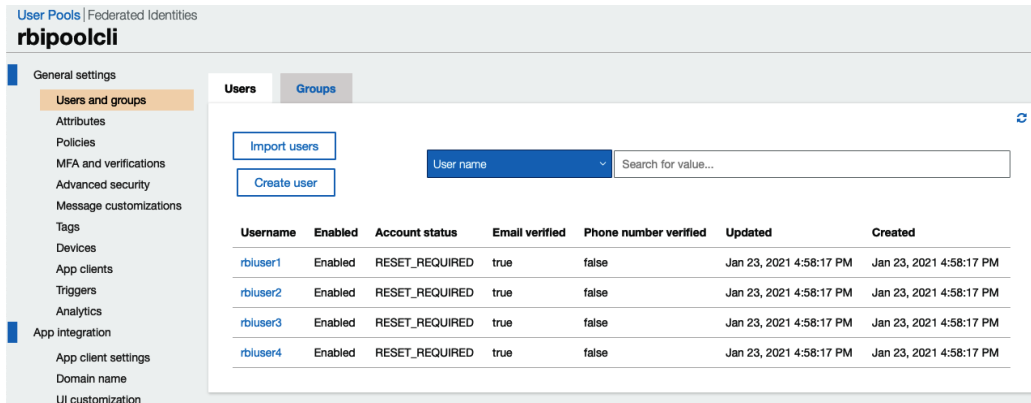 User Pools | Federated Identities
rbipoolcli
General settings
Users and groups
Attributes
Policies
MFA and verifications
Advanced security
Message customizations
Tags
Devices
App clients
Triggers
Analytics
App integration
App client settings
Domain name
UI customization
Users Groups
Import users
User name Search for value...
Create user
Username Enabled Account status Email verified Phone number verified Updated Created
rbiuser1 Enabled RESET_REQUIRED true false Jan 23, 2021 4:58:17 PM Jan 23, 2021 4:58:17 PM
rbiuser2 Enabled RESET_REQUIRED true false Jan 23, 2021 4:58:17 PM Jan 23, 2021 4:58:17 PM
rbiuser3 Enabled RESET_REQUIRED true false Jan 23, 2021 4:58:17 PM Jan 23, 2021 4:58:17 PM
rbiuser4 Enabled RESET_REQUIRED true false Jan 23, 2021 4:58:17 PM Jan 23, 2021 4:58:17 PM